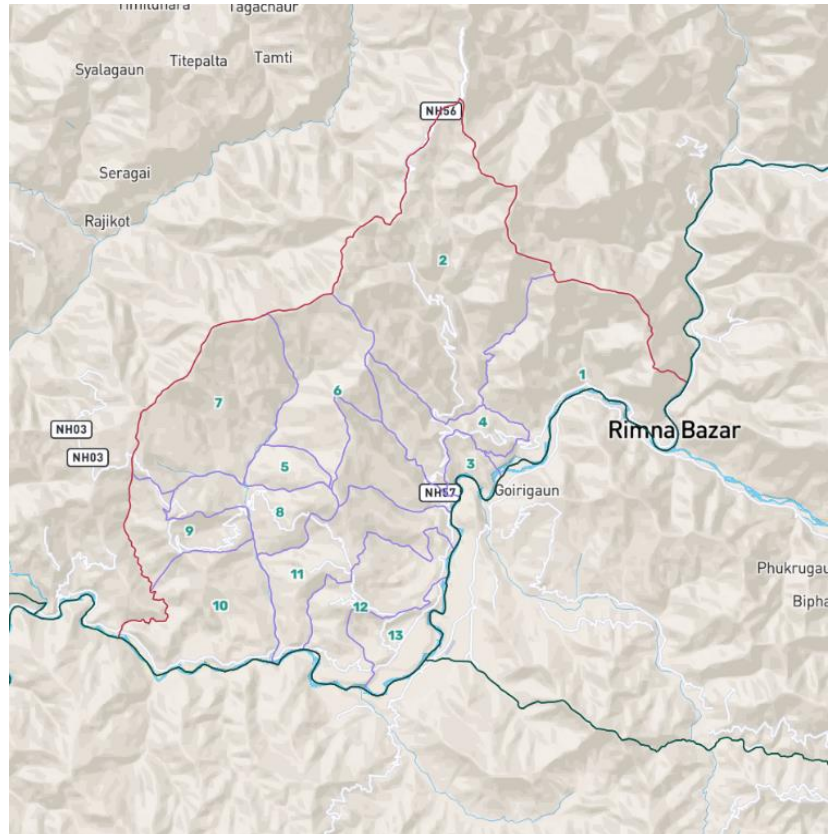 Tagachaur
Syalagaun
Titepalta
Tamti
NH56
Seragai
Rajikot
2
1
7
6
NH03
4
Rimna Bazar
NH03
5
3
NH57
Goirigaun
8
9
11
Phukrugau
10
12
Bipha
13